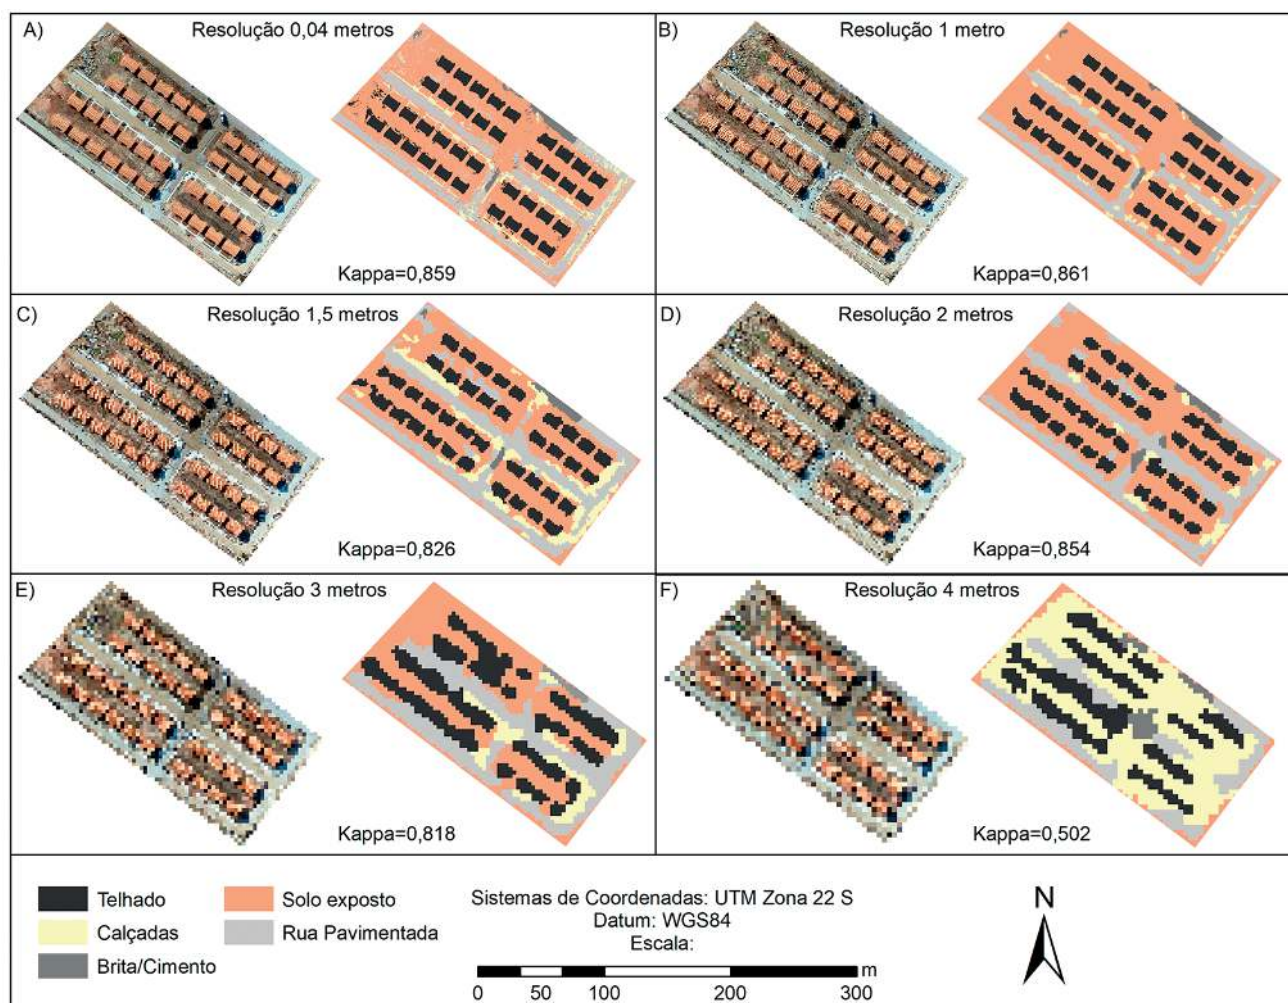 A) Resolução 0,04 metros
Kappa=0,859
B) Resolução 1 metro
Kappa=0,861
C) Resolução 1,5 metros
Kappa=0,826
D) Resolução 2 metros
Kappa=0,854
E) Resolução 3 metros
Kappa=0,818
F) Resolução 4 metros
Kappa=0,502
Telhado
Solo exposto
Calçadas
Rua Pavimentada
Brita/Cimento
Sistemas de Coordenadas: UTM Zona 22 S
Datum: WGS84
Escala:
m
0 50 100 200 300
N